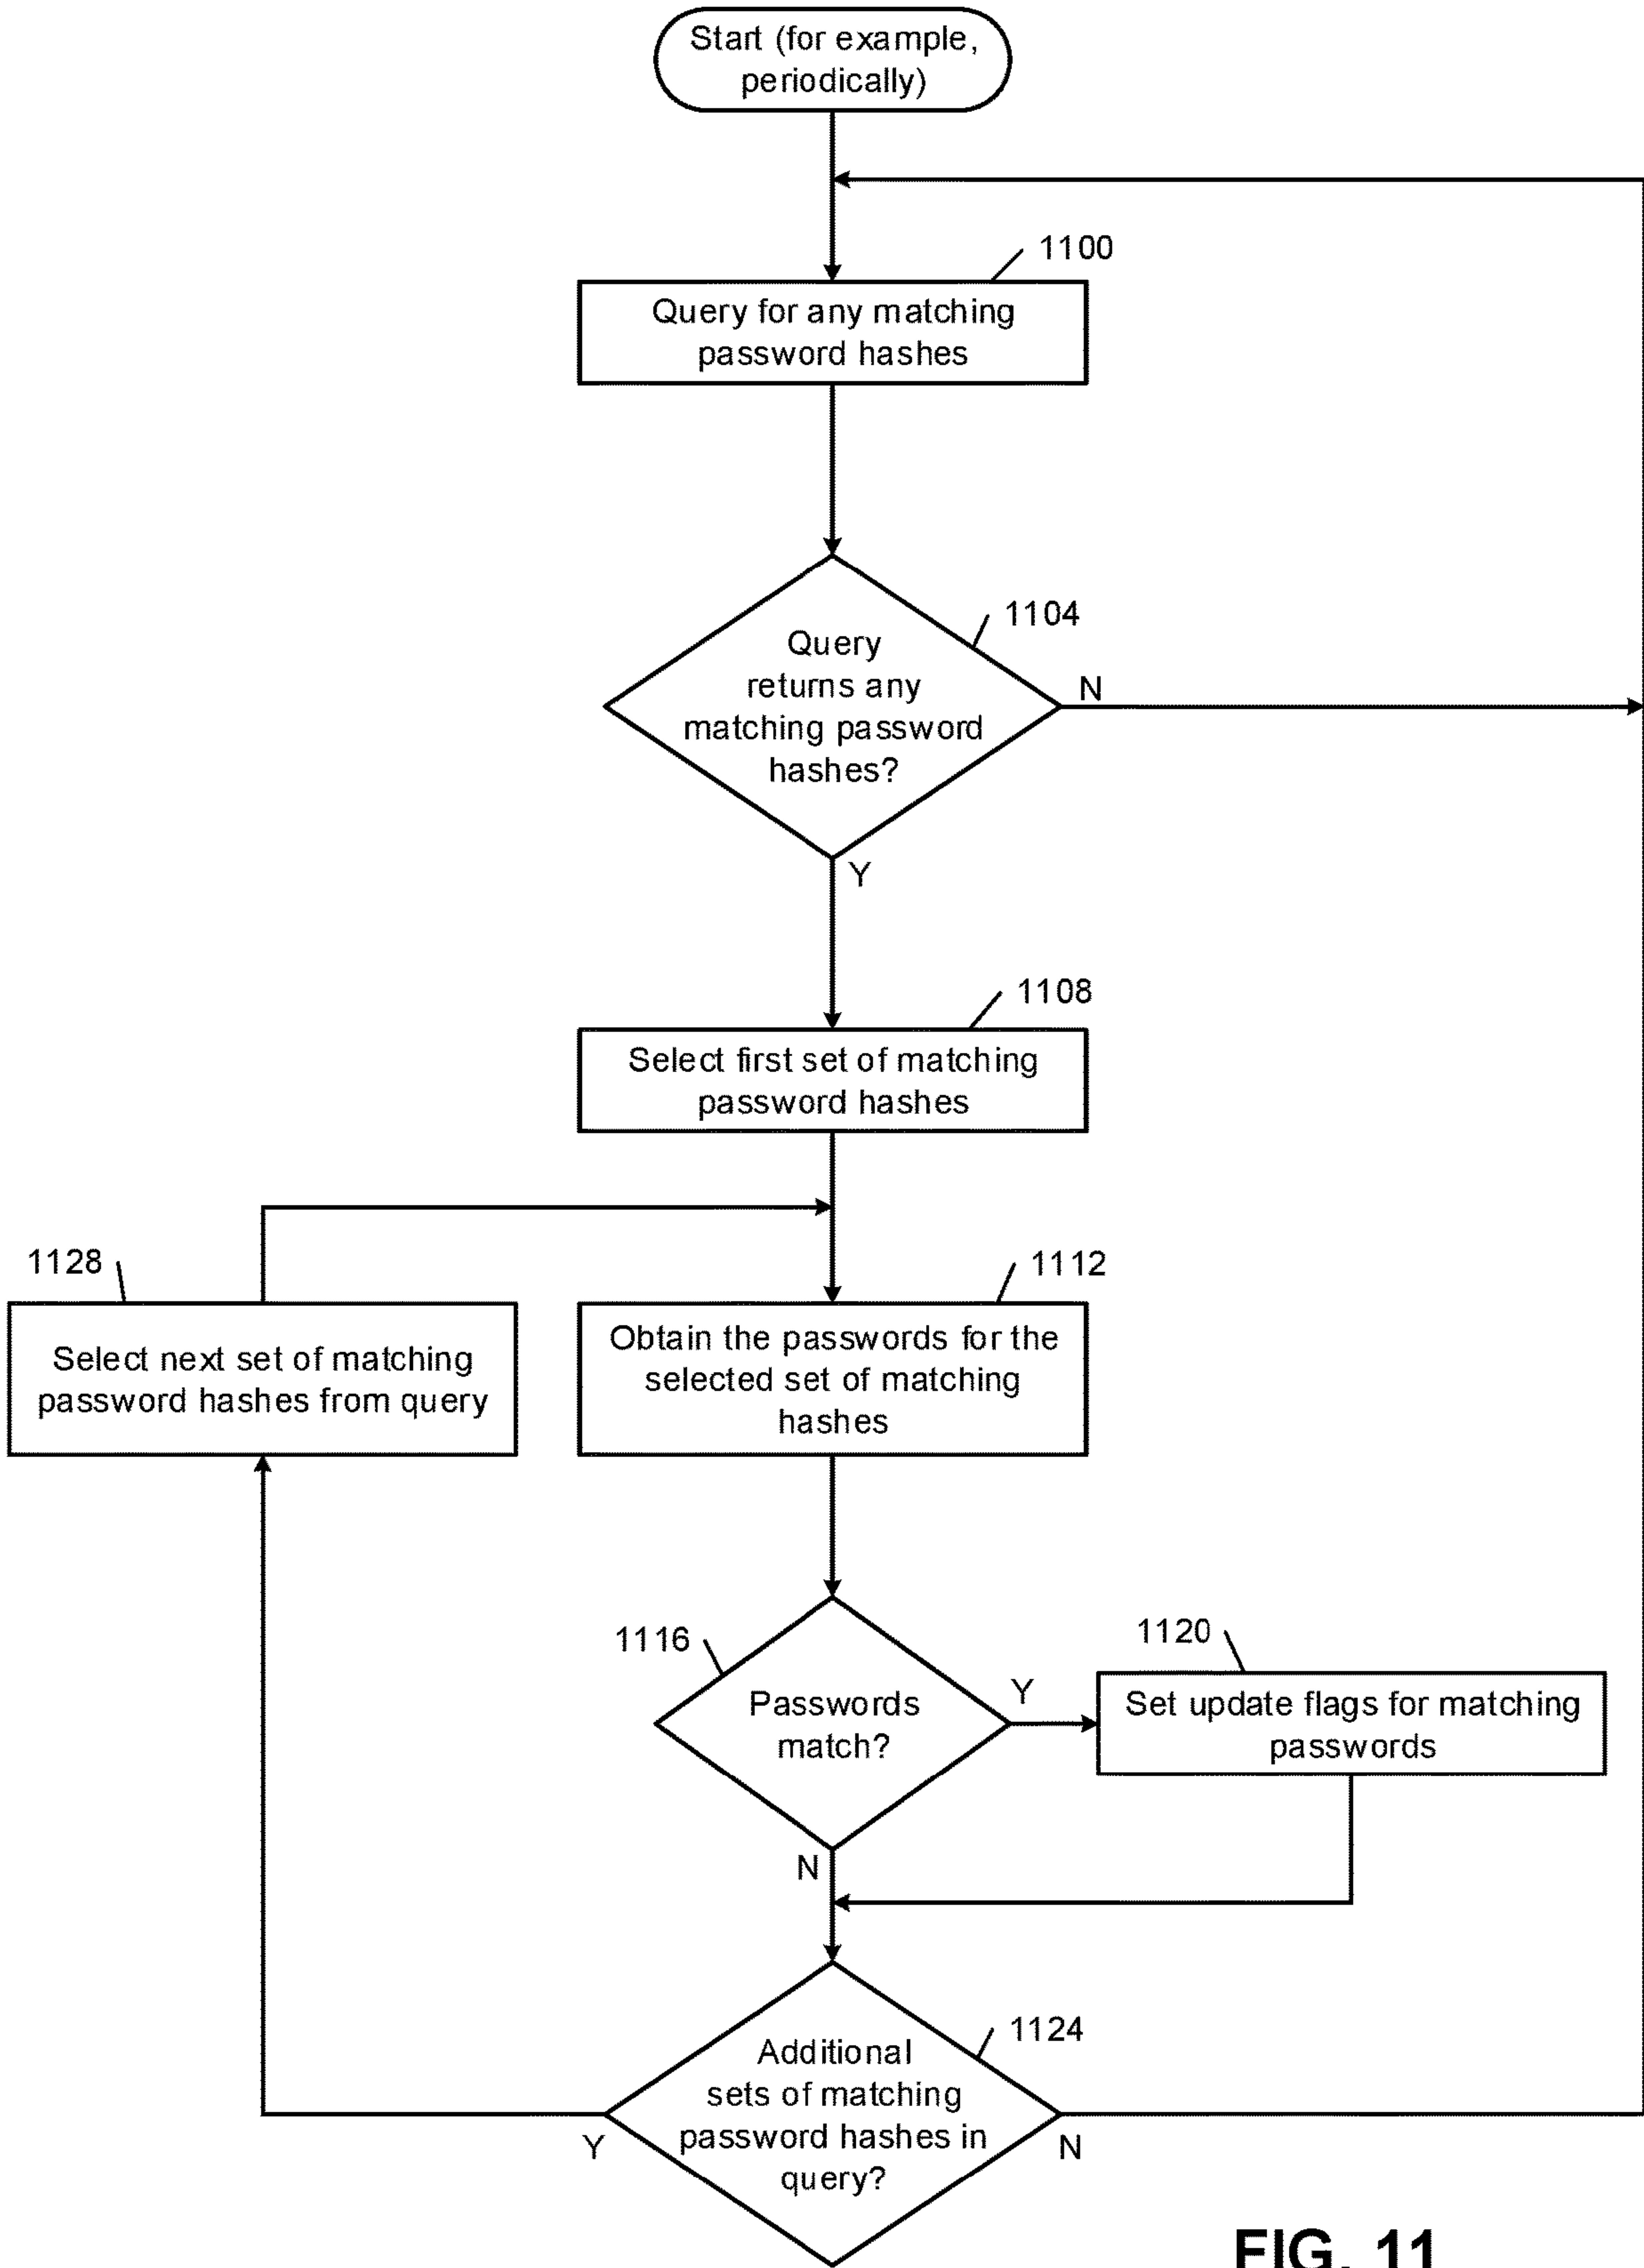 Start (for example,
periodically)
1100
Query for any matching
password hashes
1104
Query
returns any
matching password
hashes?
N
Y
1108
Select first set of matching
password hashes
1128
Select next set of matching
password hashes from query
1112
Obtain the passwords for the
selected set of matching
hashes
1116
Passwords
match?
Y
1120
Set update flags for matching
passwords
N
1124
Additional
sets of matching
password hashes in
query?
Y
N
FIG. 11